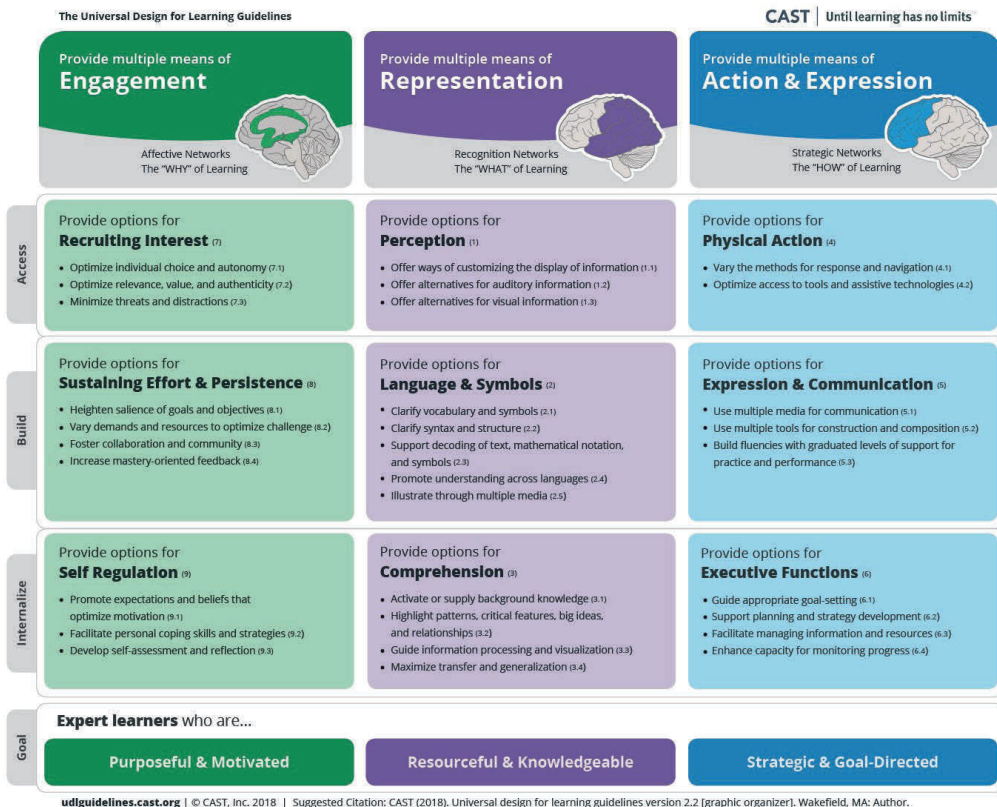 The Universal Design for Learning Guidelines
CAST | Until learning has no limits
Provide multiple means of
Engagement
Affective Networks
The "WHY" of Learning
Provide multiple means of
Representation
Recognition Networks
The "WHAT" of Learning
Provide multiple means of
Action & Expression
Strategic Networks
The "HOW" of Learning
Access
Provide options for
Recruiting Interest (7)
• Optimize individual choice and autonomy (7.1)
• Optimize relevance, value, and authenticity (7.2)
• Minimize threats and distractions (7.3)
Provide options for
Perception (1)
• Offer ways of customizing the display of information (1.1)
• Offer alternatives for auditory information (1.2)
• Offer alternatives for visual information (1.3)
Provide options for
Physical Action (4)
• Vary the methods for response and navigation (4.1)
• Optimize access to tools and assistive technologies (4.2)
Build
Provide options for
Sustaining Effort & Persistence (8)
• Heighten salience of goals and objectives (8.1)
• Vary demands and resources to optimize challenge (8.2)
• Foster collaboration and community (8.3)
• Increase mastery-oriented feedback (8.4)
Provide options for
Language & Symbols (2)
• Clarify vocabulary and symbols (2.1)
• Clarify syntax and structure (2.2)
• Support decoding of text, mathematical notation,
and symbols (2.3)
• Promote understanding across languages (2.4)
• Illustrate through multiple media (2.5)
Provide options for
Expression & Communication (5)
• Use multiple media for communication (5.1)
• Use multiple tools for construction and composition (5.2)
• Build fluencies with graduated levels of support for
practice and performance (5.3)
Internalize
Provide options for
Self Regulation (9)
• Promote expectations and beliefs that
optimize motivation (9.1)
• Facilitate personal coping skills and strategies (9.2)
• Develop self-assessment and reflection (9.3)
Provide options for
Comprehension (3)
• Activate or supply background knowledge (3.1)
• Highlight patterns, critical features, big ideas,
and relationships (3.2)
• Guide information processing and visualization (3.3)
• Maximize transfer and generalization (3.4)
Provide options for
Executive Functions (6)
• Guide appropriate goal-setting (6.1)
• Support planning and strategy development (6.2)
• Facilitate managing information and resources (6.3)
• Enhance capacity for monitoring progress (6.4)
Goal
Expert learners who are...
Purposeful & Motivated
Resourceful & Knowledgeable
Strategic & Goal-Directed
udlguidelines.cast.org | © CAST, Inc. 2018 | Suggested Citation: CAST (2018). Universal design for learning guidelines version 2.2 [graphic organizer]. Wakefield, MA: Author.